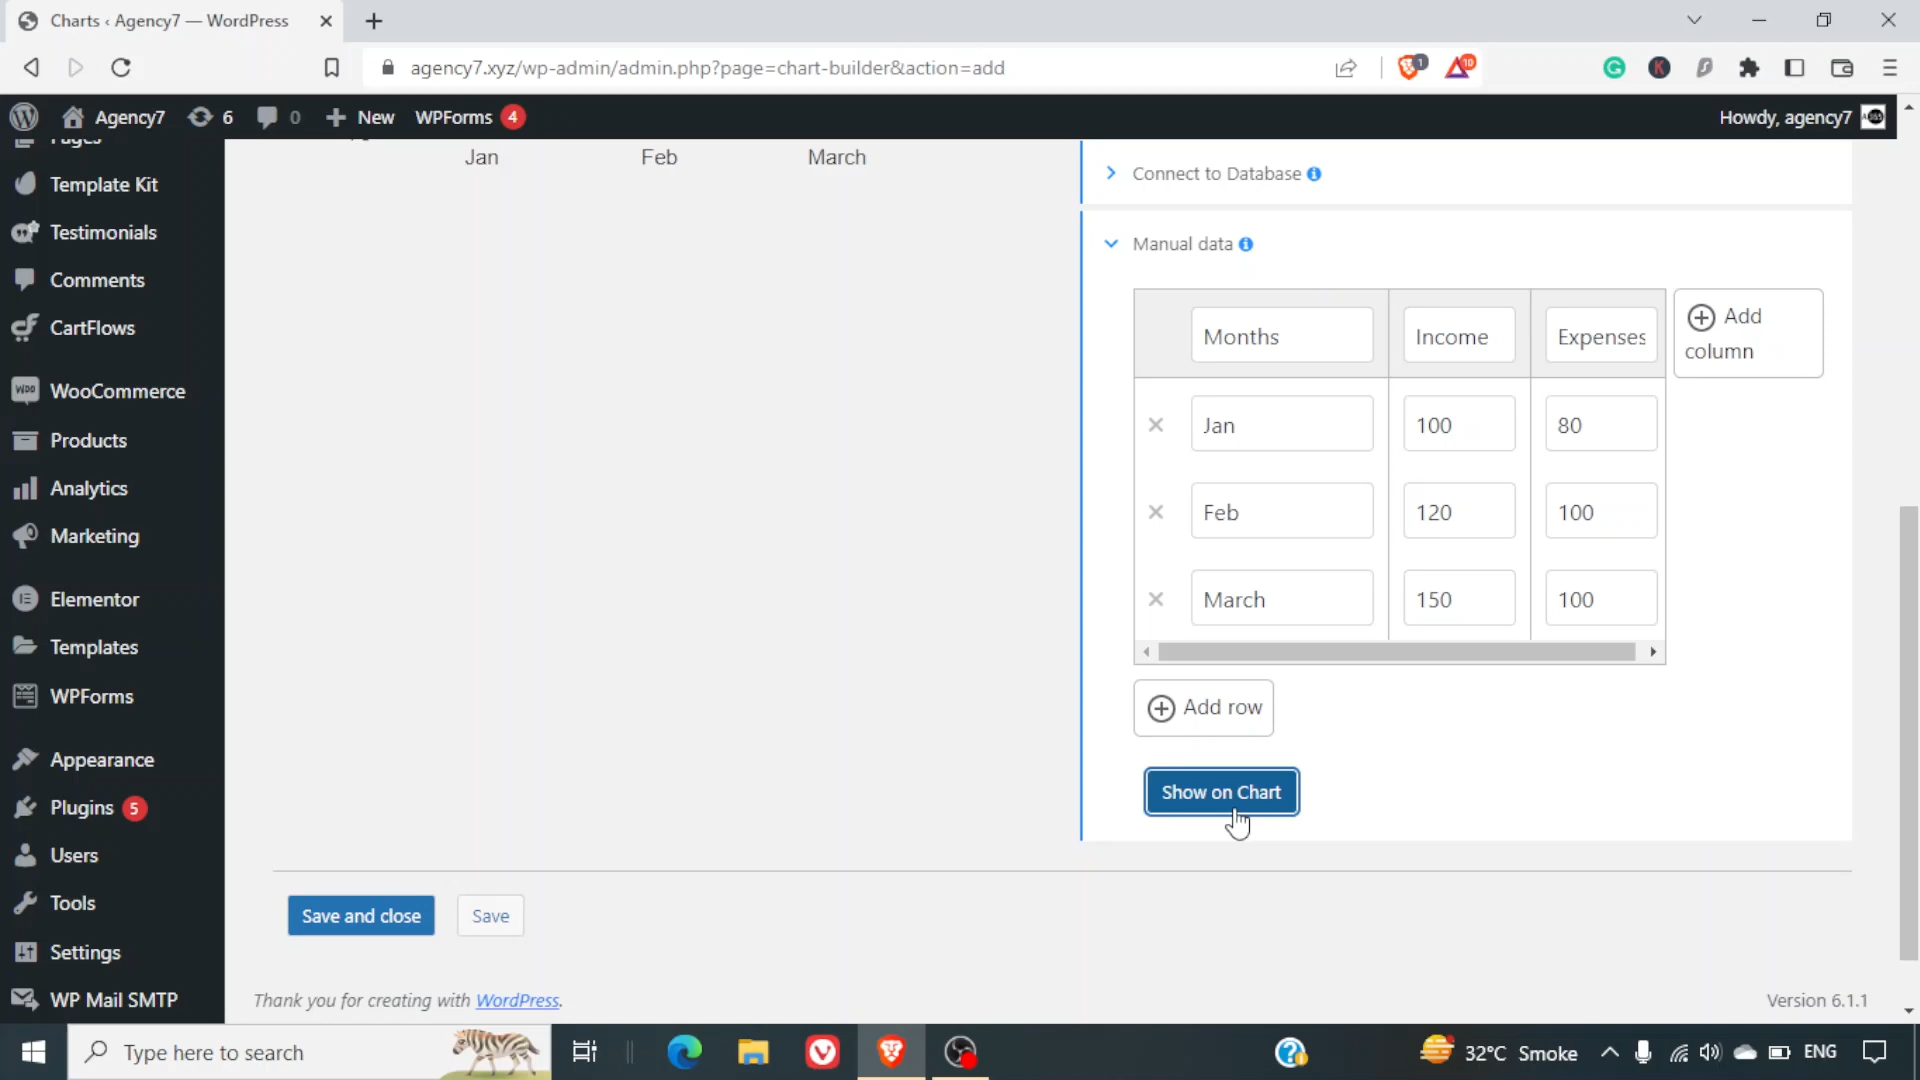 Charts ‹ Agency7 — WordPress
agency7.xyz/wp-admin/admin.php?page=chart-builder&action=add
1
10
Agency7
6
0
New
WPForms 4
Howdy, agency7
Pages
Template Kit
Testimonials
Comments
CartFlows
WooCommerce
Products
Analytics
Marketing
Elementor
Templates
WPForms
Appearance
Plugins 5
Users
Tools
Settings
WP Mail SMTP
Jan Feb March
Connect to Database
Manual data
Months Income Expenses
Add
column
Jan 100 80
Feb 120 100
March 150 100
Add row
Show on Chart
Save and close Save
Thank you for creating with WordPress.
Version 6.1.1
Type here to search
32°C Smoke
ENG